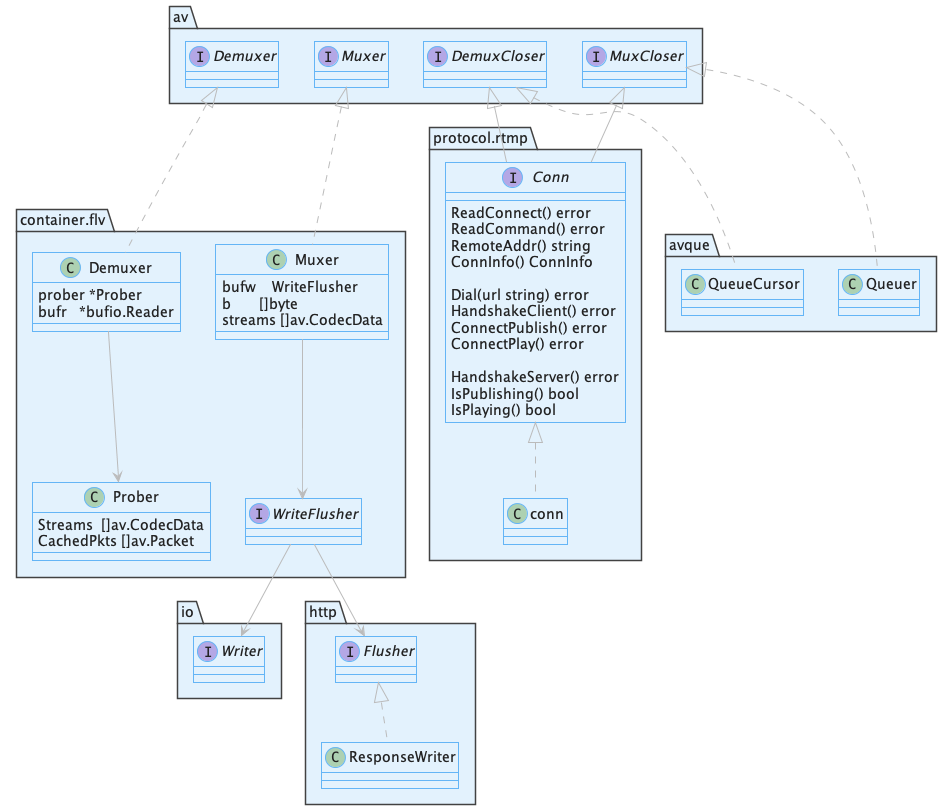 av
I Demuxer
I Muxer
I DemuxCloser
I MuxCloser
protocol.rtmp
I Conn
ReadConnect() error
ReadCommand() error
RemoteAddr() string
ConnInfo() ConnInfo
Dial(url string) error
HandshakeClient() error
ConnectPublish() error
ConnectPlay() error
HandshakeServer() error
IsPublishing() bool
IsPlaying() bool
C conn
container.flv
C Demuxer
prober *Prober
bufr *bufio.Reader
C Muxer
bufw WriteFlusher
b []byte
streams []av.CodecData
C Prober
Streams []av.CodecData
CachedPkts []av.Packet
I WriteFlusher
avque
C QueueCursor
C Queuer
io
I Writer
http
I Flusher
C ResponseWriter